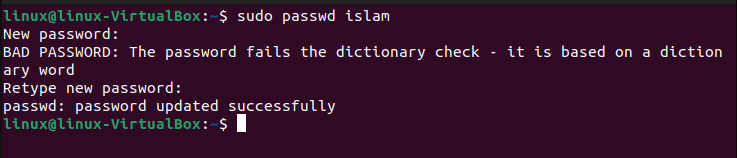 linux@linux-VirtualBox:~$ sudo passwd islam
New password:
BAD PASSWORD: The password fails the dictionary check - it is based on a diction
ary word
Retype new password:
passwd: password updated successfully
linux@linux-VirtualBox:~$